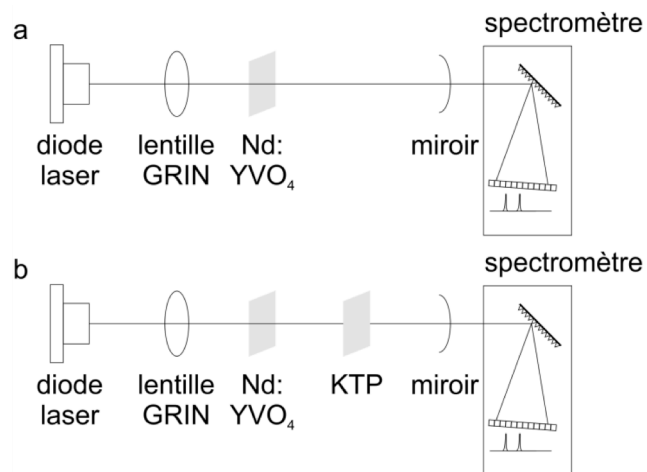 a
spectromètre
diode
laser
lentille
GRIN
Nd:
YVO₄
miroir
b
spectromètre
diode
laser
lentille
GRIN
Nd:
YVO₄
KTP
miroir